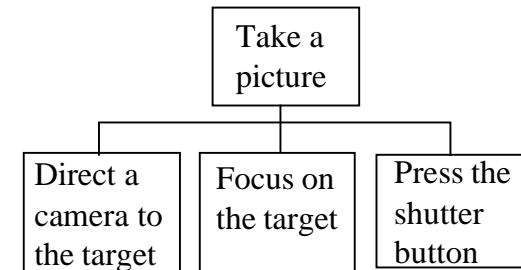 Take a
picture
Direct a
camera to
the target
Focus on
the target
Press the
shutter
button